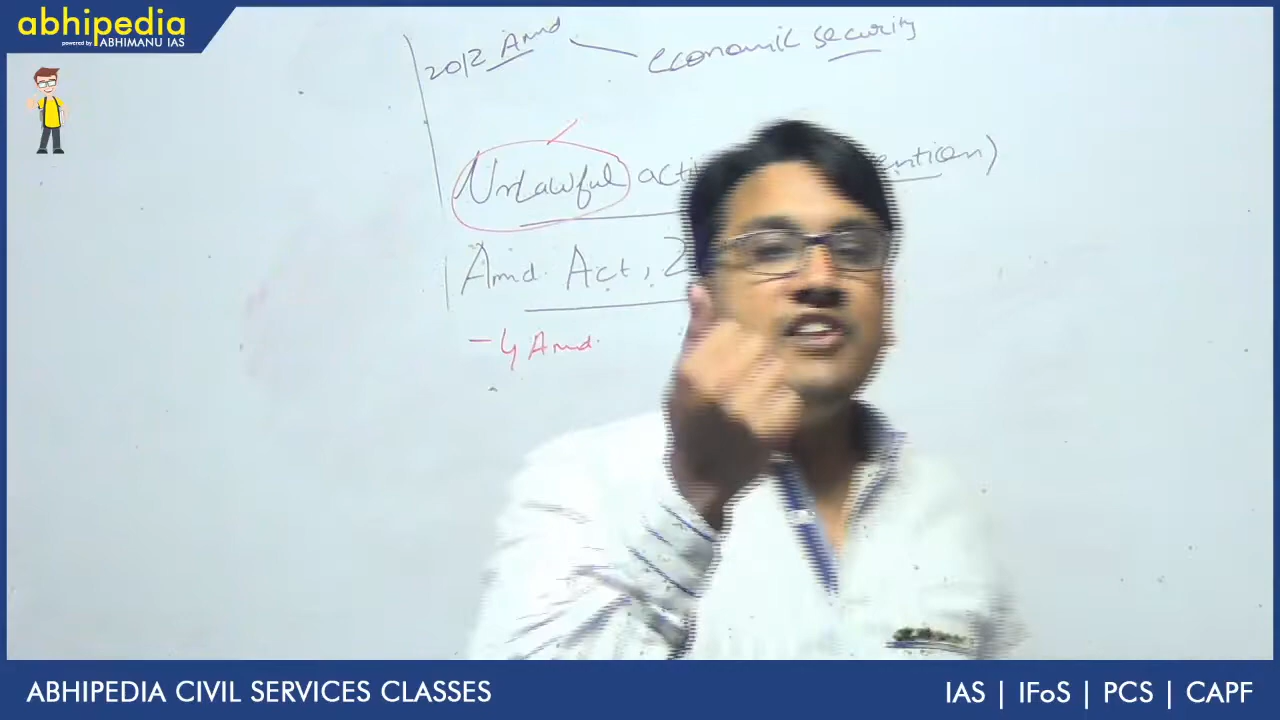 abhipedia
powered by ABHIMANU IAS
2012 Amd.
economic security
Unlawful
Amd. Act, 2
- 4 Amd.
ABHIPEDIA CIVIL SERVICES CLASSES
IAS | IFoS | PCS | CAPF